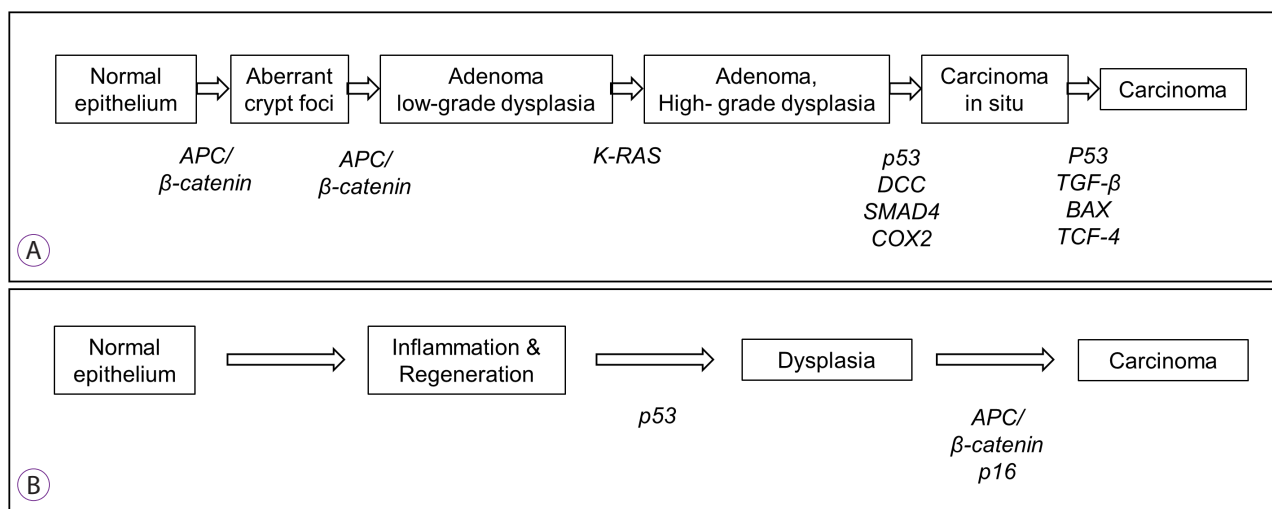 Normal
epithelium
Aberrant
crypt foci
Adenoma
low-grade dysplasia
Adenoma,
High- grade dysplasia
Carcinoma
in situ
Carcinoma
APC/
β-catenin
APC/
β-catenin
K-RAS
p53
DCC
SMAD4
COX2
P53
TGF-β
BAX
TCF-4
A
Normal
epithelium
Inflammation &
Regeneration
Dysplasia
Carcinoma
p53
APC/
β-catenin
p16
B